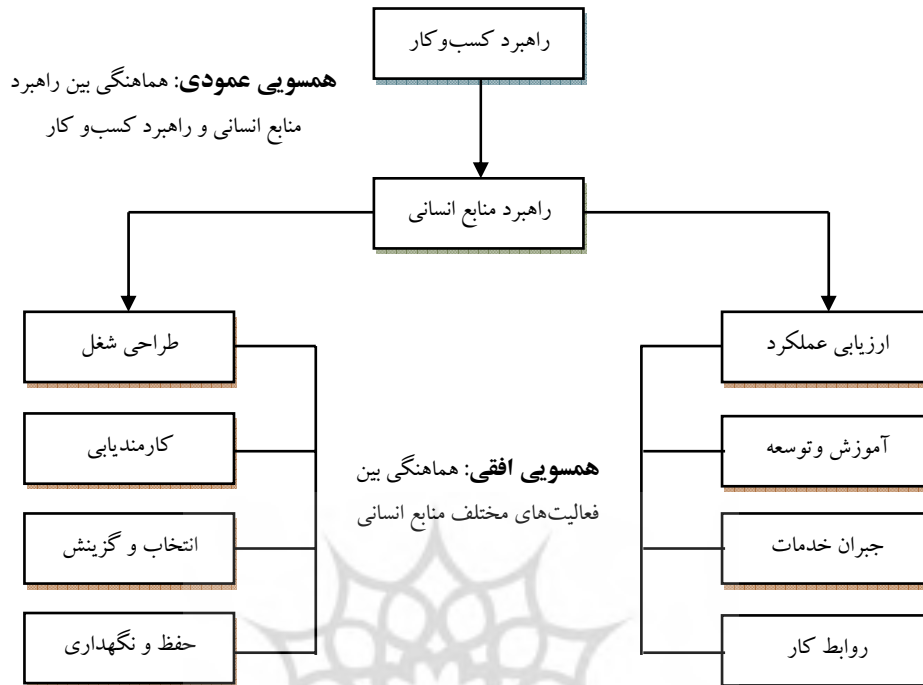 راهبرد کسب‌وکار
همسویی عمودی: هماهنگی بین راهبرد
منابع انسانی و راهبرد کسب‌و کار
راهبرد منابع انسانی
ارزیابی عملکرد
طراحی شغل
آموزش وتوسعه
کارمندیابی
همسویی افقی: هماهنگی بین
فعالیت‌های مختلف منابع انسانی
جبران خدمات
انتخاب و گزینش
روابط کار
حفظ و نگهداری